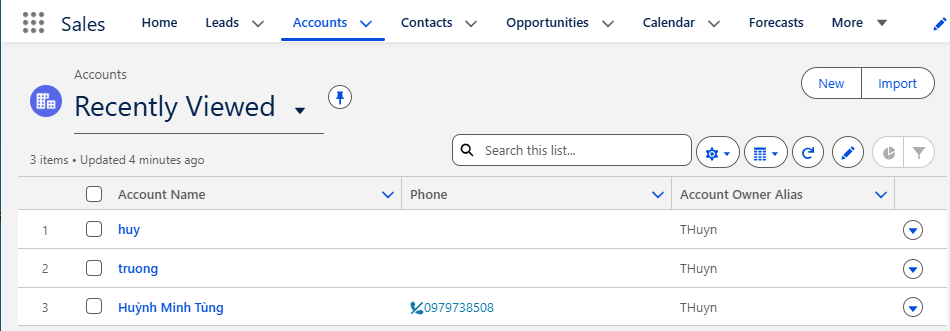 Sales Home Leads Accounts Contacts Opportunities Calendar Forecasts More
Accounts
Recently Viewed
New Import
3 items • Updated 4 minutes ago
Search this list...
Account Name Phone Account Owner Alias
1 huy THuyn
2 truong THuyn
3 Huỳnh Minh Tùng 0979738508 THuyn